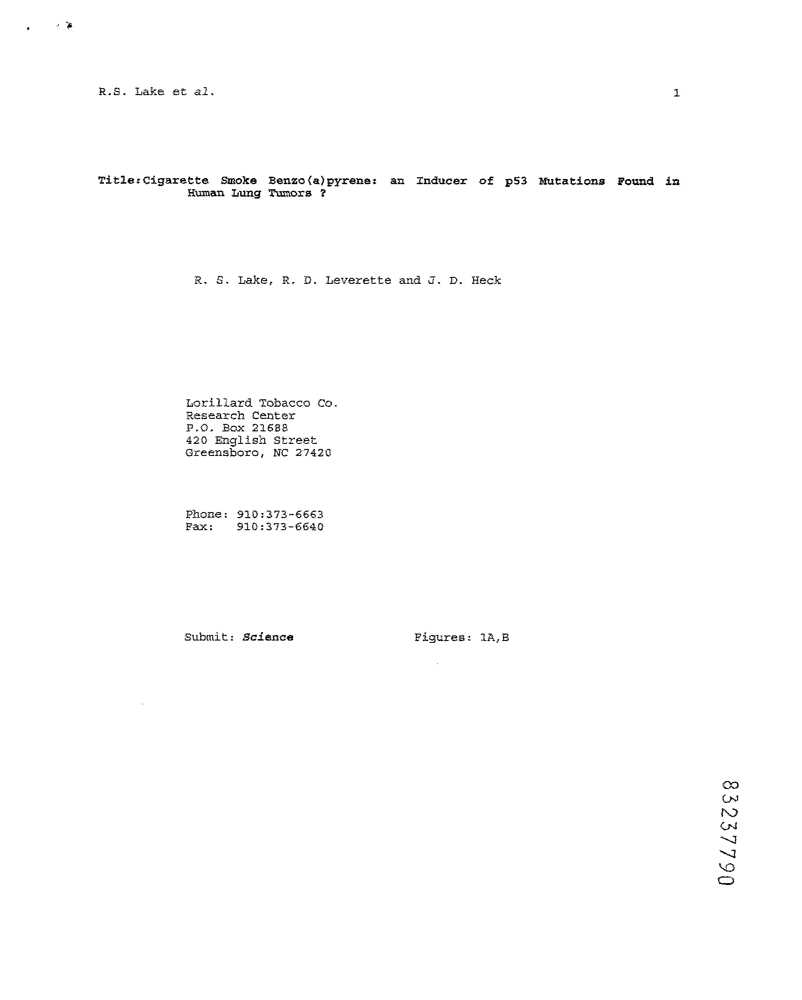 R.S. Lake et al. 1
Title:Cigarette Smoke Benzo(a)pyrene: an Inducer of p53 Mutations Found in
Human Lung Tumors ?
R. S. Lake, R. D. Leverette and J. D. Heck
Lorillard Tobacco Co.
Research Center
P.O. Box 21688
420 English Street
Greensboro, NC 27420
Phone: 910:373-6663
Fax: 910:373-6640
Submit: Science Figures: 1A,B
83237790